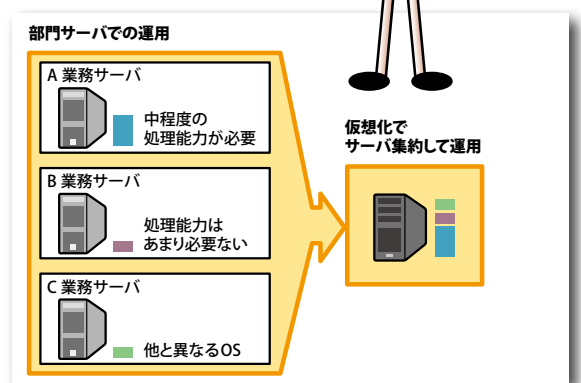 部門サーバでの運用
A 業務サーバ
中程度の
処理能力が必要
B 業務サーバ
処理能力は
あまり必要ない
C 業務サーバ
他と異なるOS
仮想化で
サーバ集約して運用